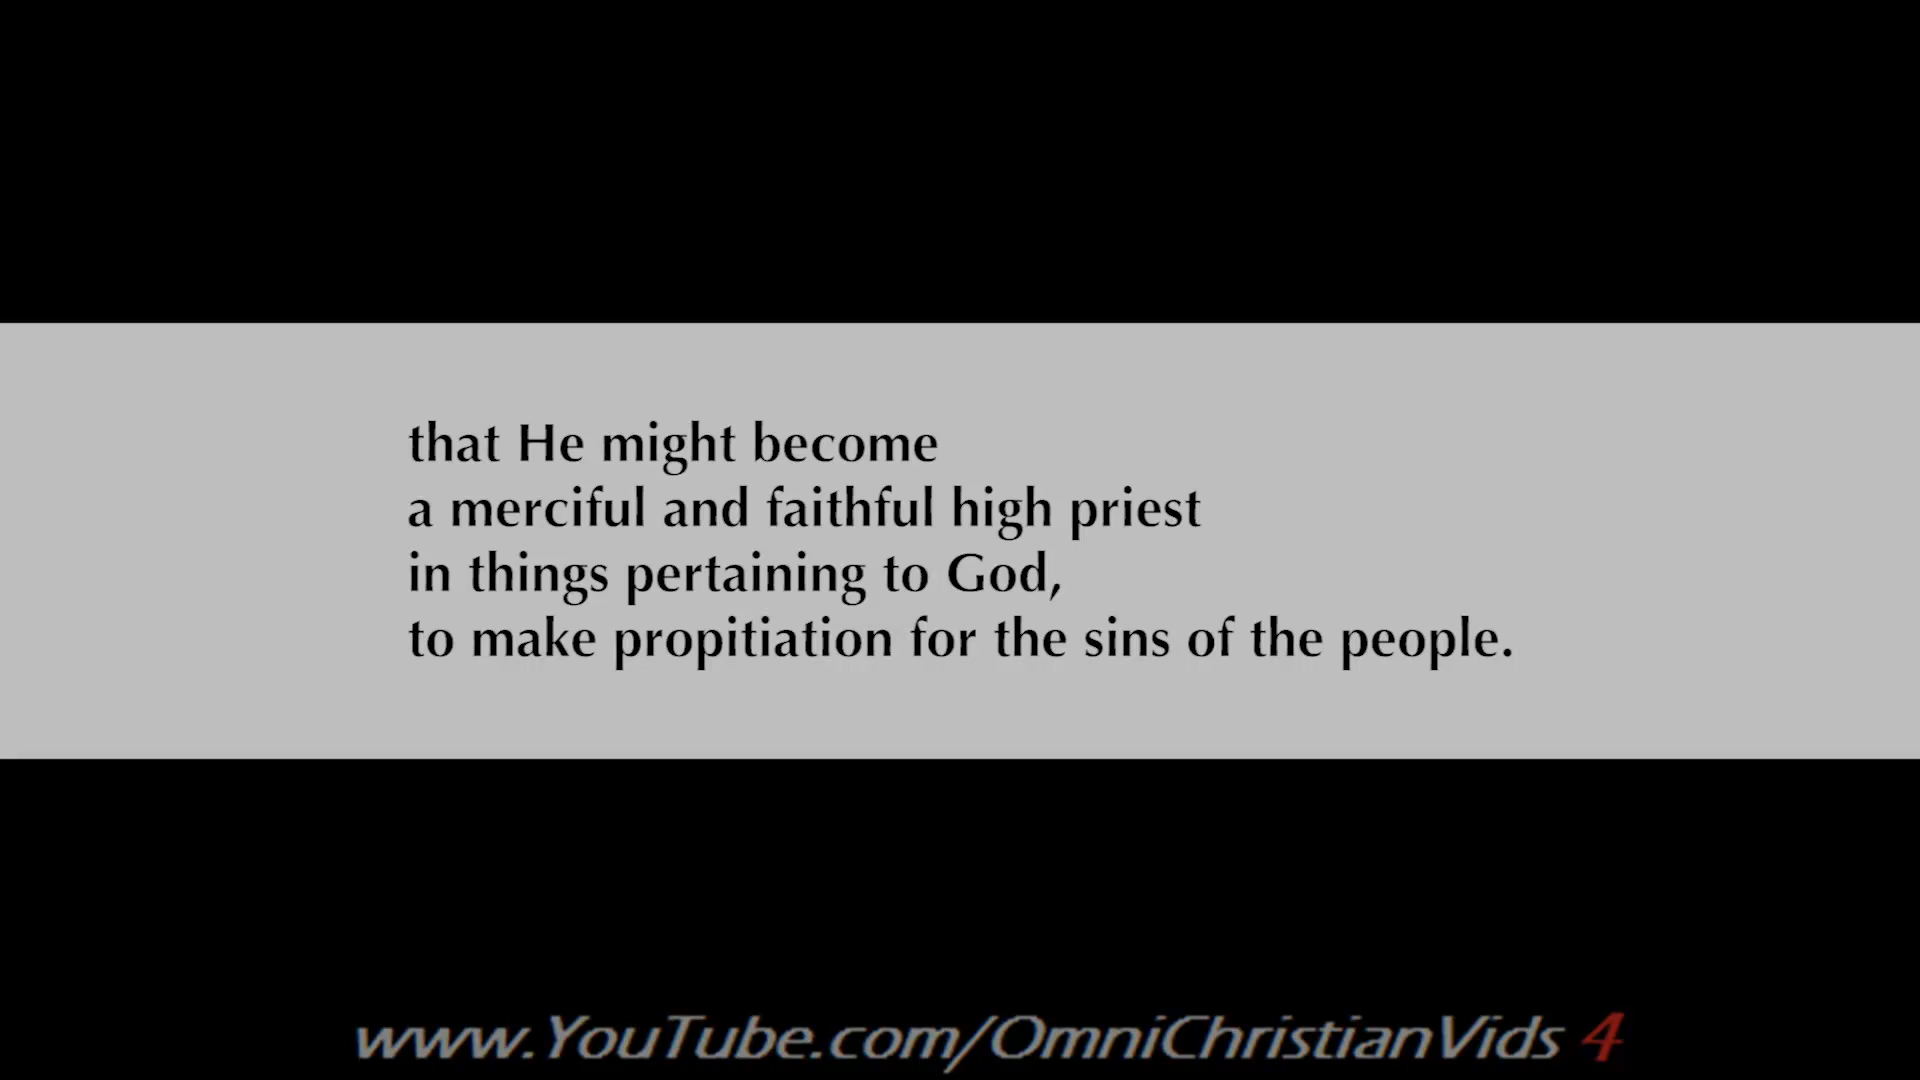 that He might become
a merciful and faithful high priest
in things pertaining to God,
to make propitiation for the sins of the people.
www.YouTube.com/OmniChristianVids 4